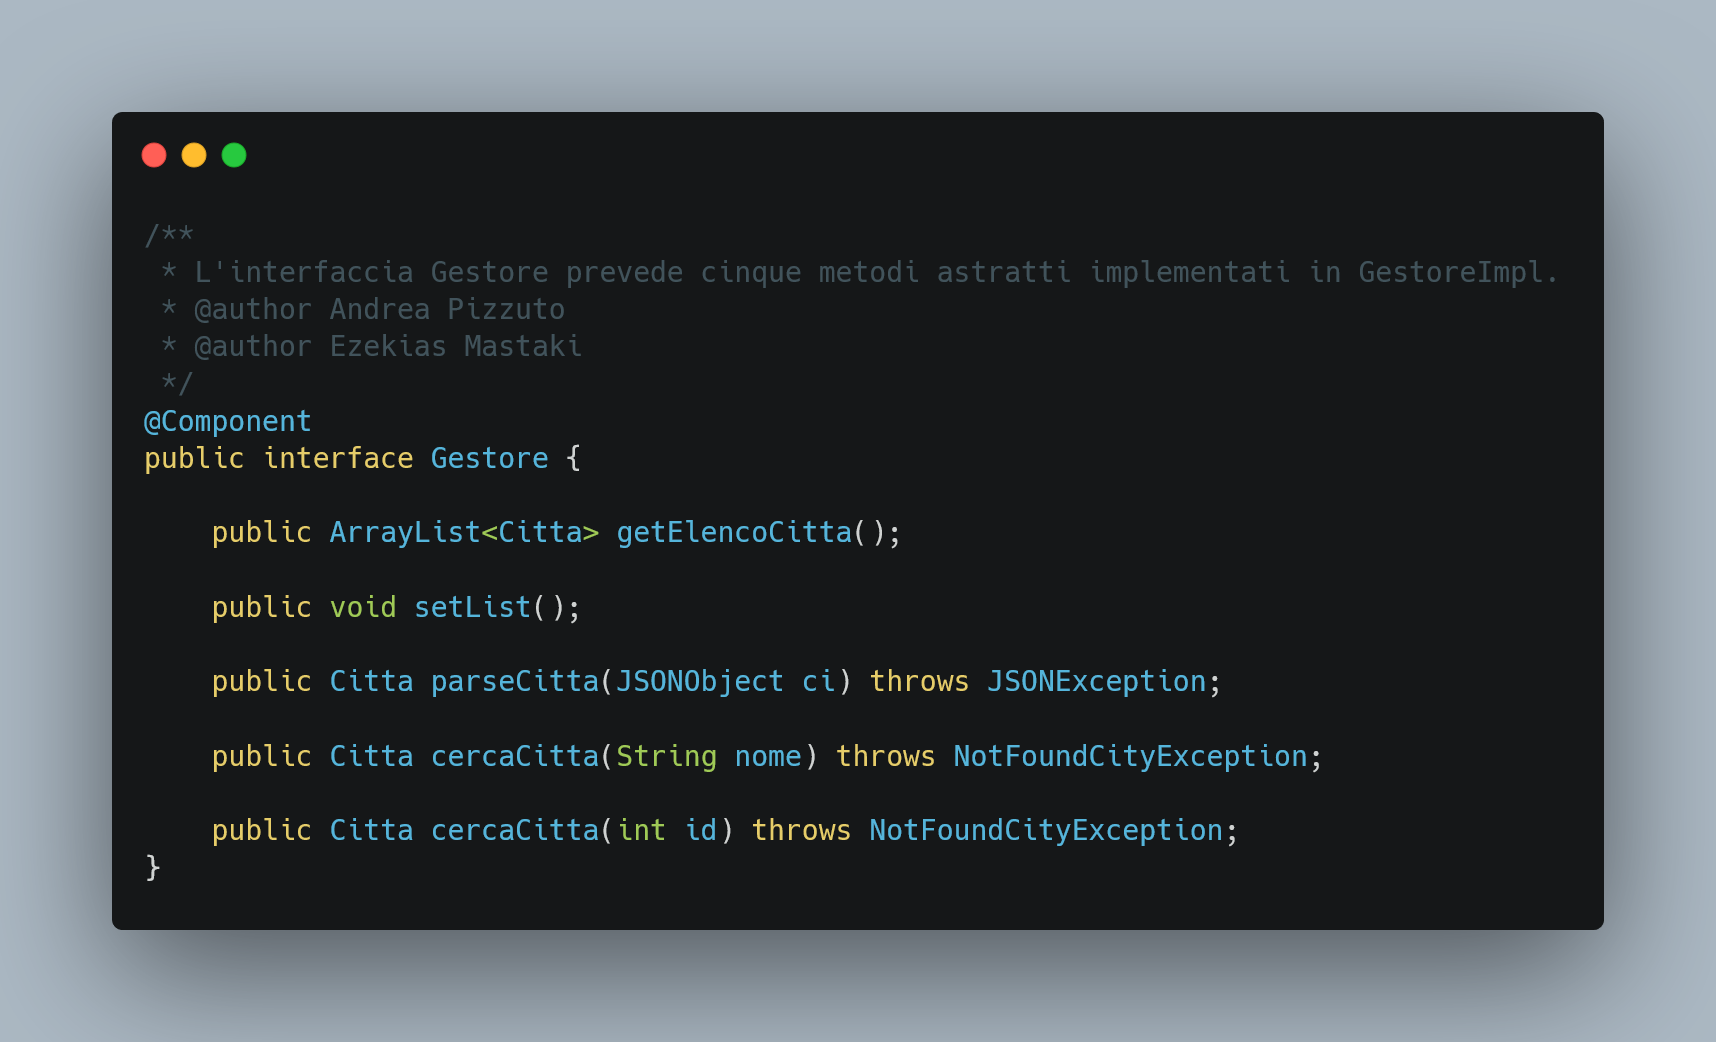 /**
 * L'interfaccia Gestore prevede cinque metodi astratti implementati in GestoreImpl.
 * @author Andrea Pizzuto
 * @author Ezekias Mastaki
 */
@Component
public interface Gestore {
    public ArrayList<Citta> getElencoCitta();
    public void setList();
    public Citta parseCitta(JSONObject ci) throws JSONException;
    public Citta cercaCitta(String nome) throws NotFoundCityException;
    public Citta cercaCitta(int id) throws NotFoundCityException;
}